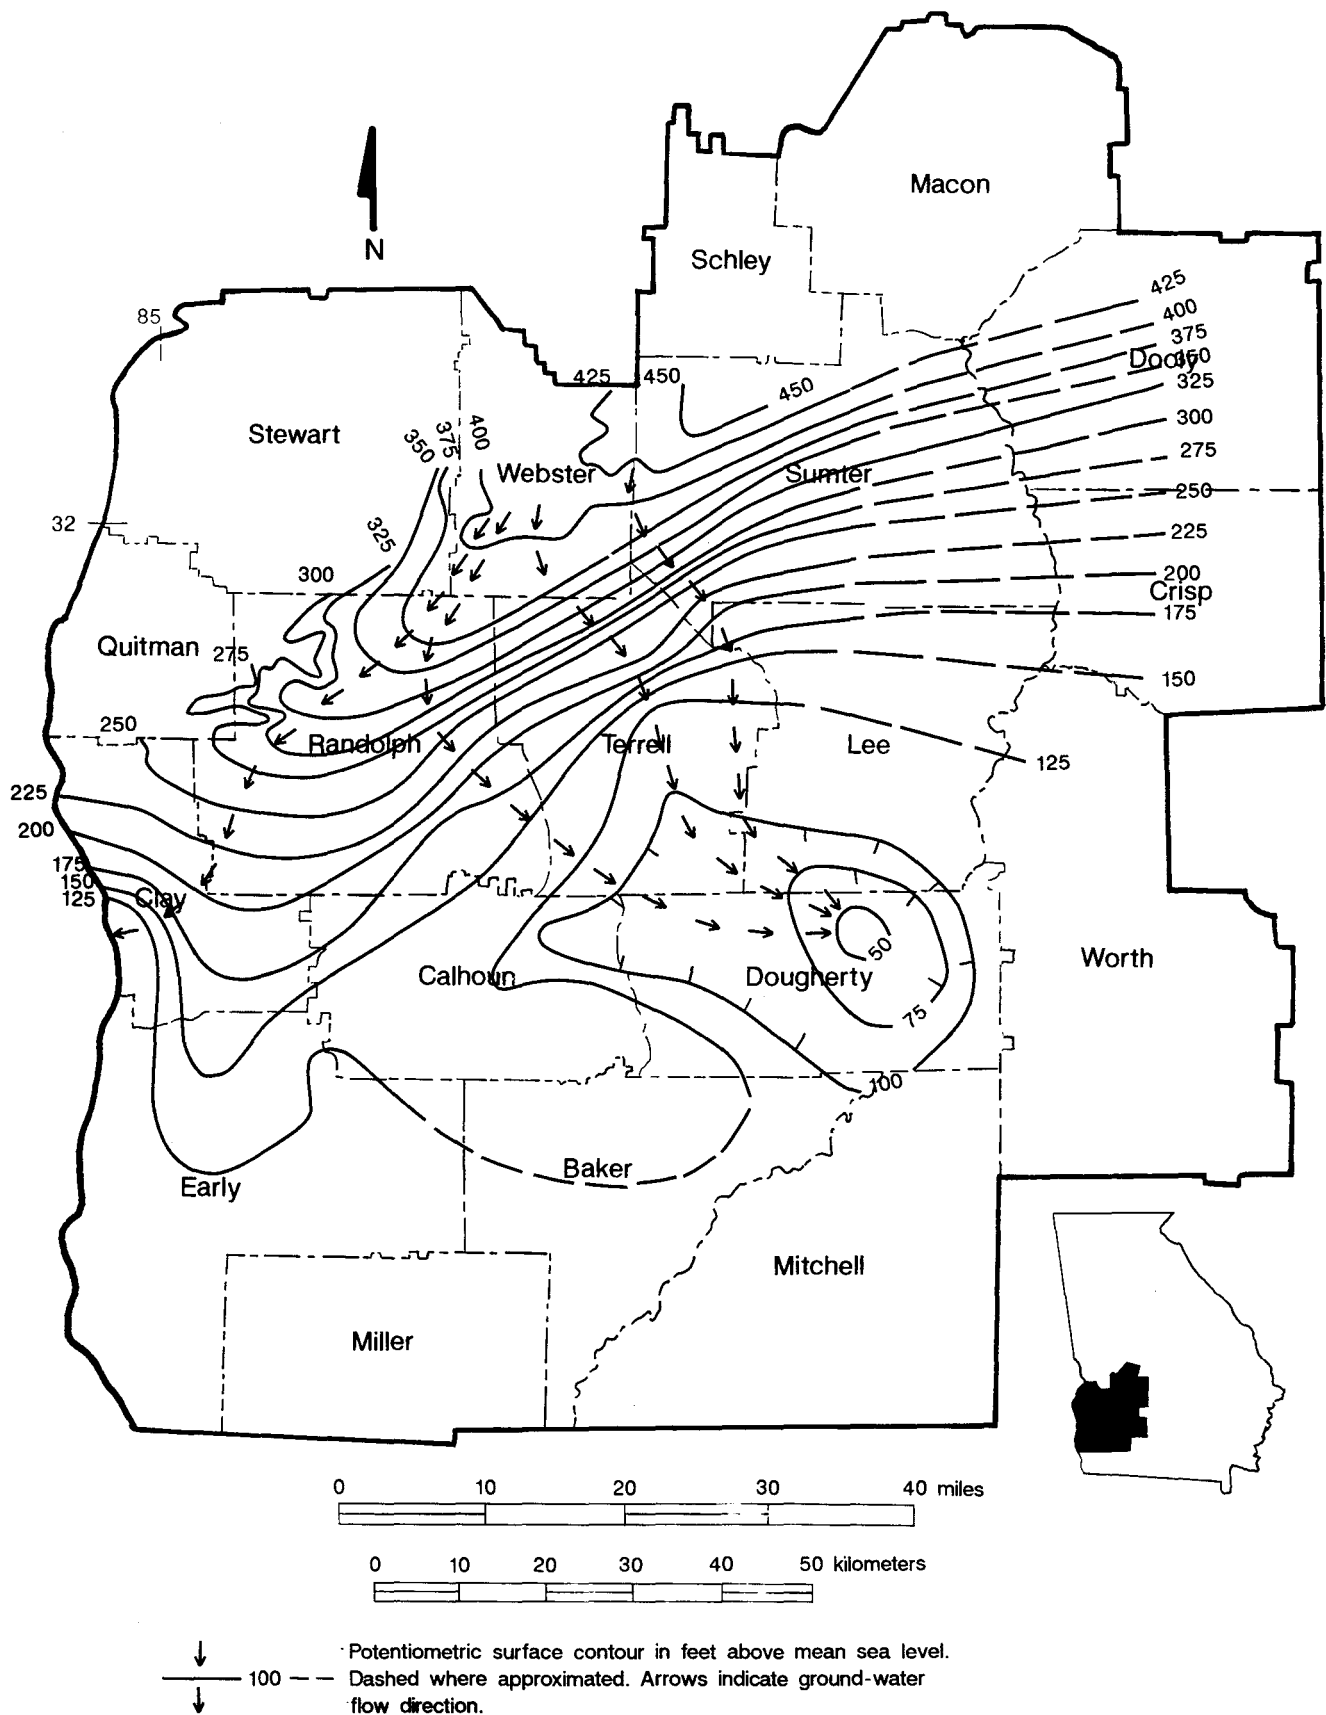 Macon
N
Schley
85
425
400
375
350
Dooly
325
425
450
450
Stewart
350
375
400
Webster
Sumter
300
275
250
32
325
225
300
200
Crisp
175
Quitman
275
150
250
Randolph
Terrell
Lee
125
225
200
175
150
125
Clay
50
Calhoun
Dougherty
Worth
75
100
Baker
Early
Mitchell
Miller
0 10 20 30 40 miles
0 10 20 30 40 50 kilometers
Potentiometric surface contour in feet above mean sea level.
100 Dashed where approximated. Arrows indicate ground-water
flow direction.